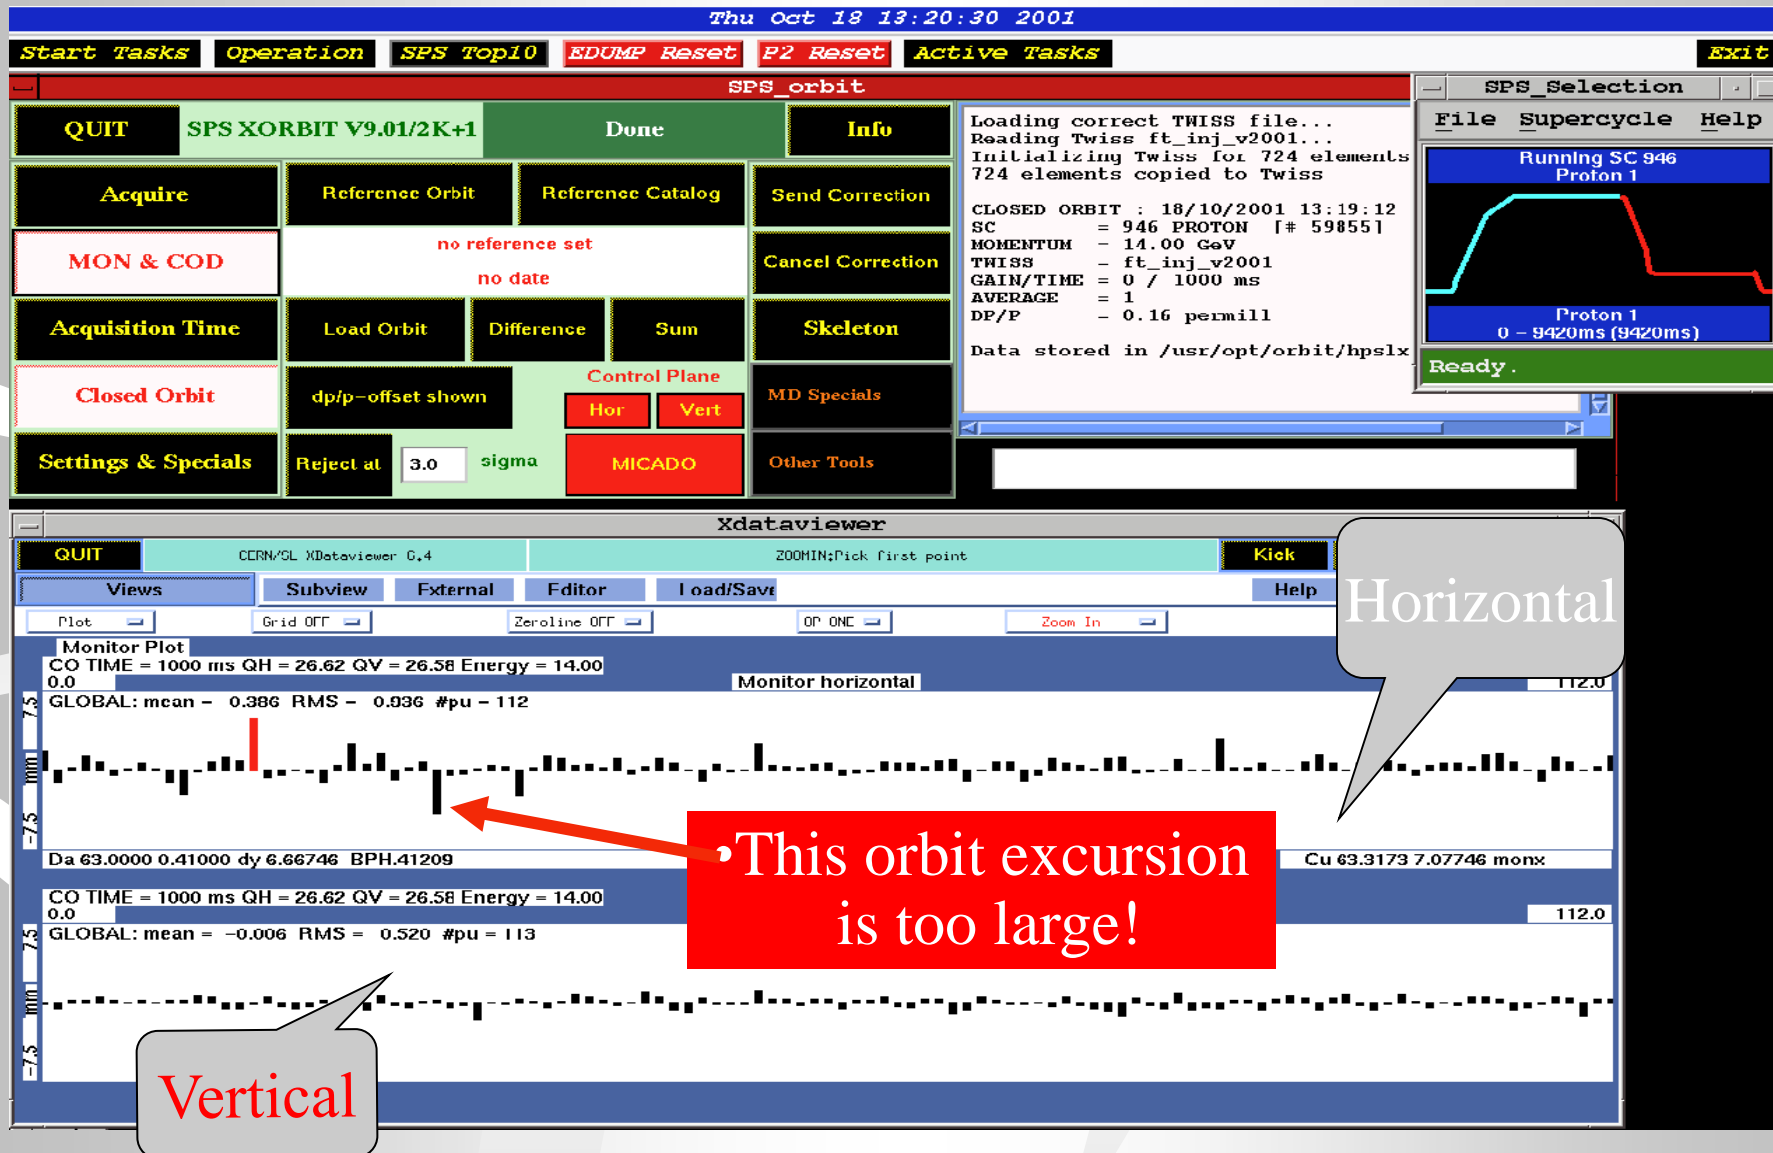 Thu Oct 18 13:20:30 2001
Start Tasks Operation SPS Top10 EDUMP Reset P2 Reset Active Tasks Exit
SPS_orbit
QUIT SPS XORBIT V9.01/2K+1 Done Info
Acquire Reference Orbit Reference Catalog Send Correction
MON & COD no reference set Cancel Correction
no date
Acquisition Time Load Orbit Difference Sum Skeleton
Closed Orbit dp/p-offset shown Control Plane MD Specials
Hor Vert
Settings & Specials Reject at 3.0 sigma MICADO Other Tools
Loading correct TWISS file...
Reading Twiss ft_inj_v2001...
Initializing Twiss for 724 elements
724 elements copied to Twiss
CLOSED ORBIT : 18/10/2001 13:19:12
SC = 946 PROTON [# 59855]
MOMENTUM = 14.00 GeV
TWISS = ft_inj_v2001
GAIN/TIME = 0 / 1000 ms
AVERAGE = 1
DP/P = 0.16 permill
Data stored in /usr/opt/orbit/hpslx
SPS_Selection
File Supercycle Help
Running SC 946
Proton 1
Proton 1
0 - 9420ms (9420ms)
Ready.
Xdataviewer
QUIT CERN/SL XDataviewer 6.4 ZOOMIN:Pick first point Kick
Views Subview External Editor Load/Save Help
Plot Grid OFF Zeroline OFF OP ONE Zoom In
Horizontal
Monitor Plot
CO TIME = 1000 ms QH = 26.62 QV = 26.58 Energy = 14.00
0.0 Monitor horizontal 112.0
GLOBAL: mean = 0.386 RMS = 0.936 #pu = 112
7.5
mm
-7.5
Da 63.0000 0.41000 dy 6.66746 BPH.41209
Cu 63.3173 7.07746 monx
•This orbit excursion
is too large!
CO TIME = 1000 ms QH = 26.62 QV = 26.58 Energy = 14.00
0.0 112.0
GLOBAL: mean = -0.006 RMS = 0.520 #pu = 113
7.5
mm
-7.5
Vertical